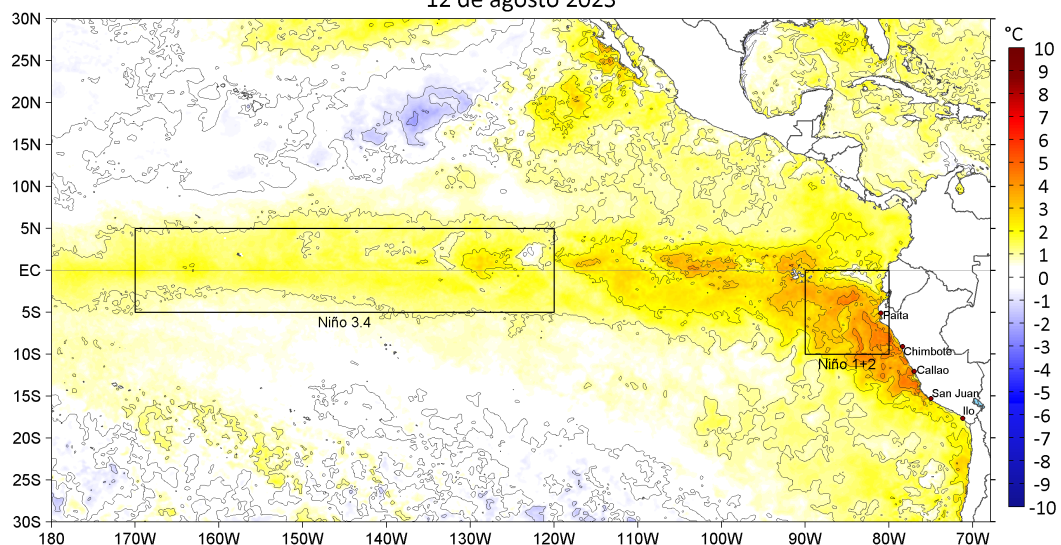 12 de agosto 2023
°C
30N
25N
20N
15N
10N
5N
EC
5S
10S
15S
20S
25S
30S
180
170W
160W
150W
140W
130W
120W
110W
100W
90W
80W
70W
Niño 3.4
Niño 1+2
Paita
Chimbote
Callao
San Juan
Ilo
10
9
8
7
6
5
4
3
2
1
0
-1
-2
-3
-4
-5
-6
-7
-8
-9
-10